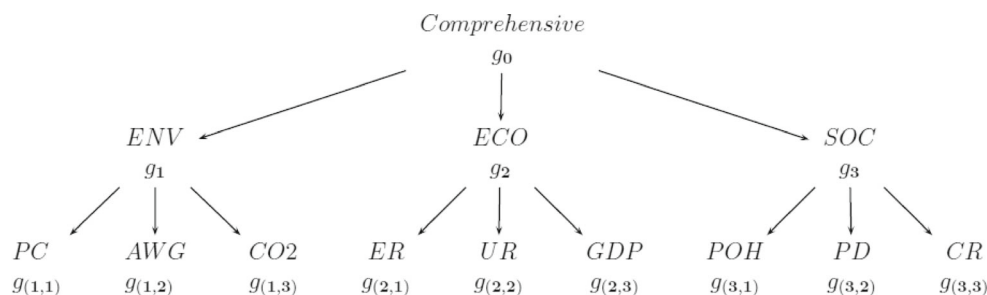 Comprehensive
g0
ENV ECO SOC
g1 g2 g3
PC AWG CO2 ER UR GDP POH PD CR
g(1,1) g(1,2) g(1,3) g(2,1) g(2,2) g(2,3) g(3,1) g(3,2) g(3,3)